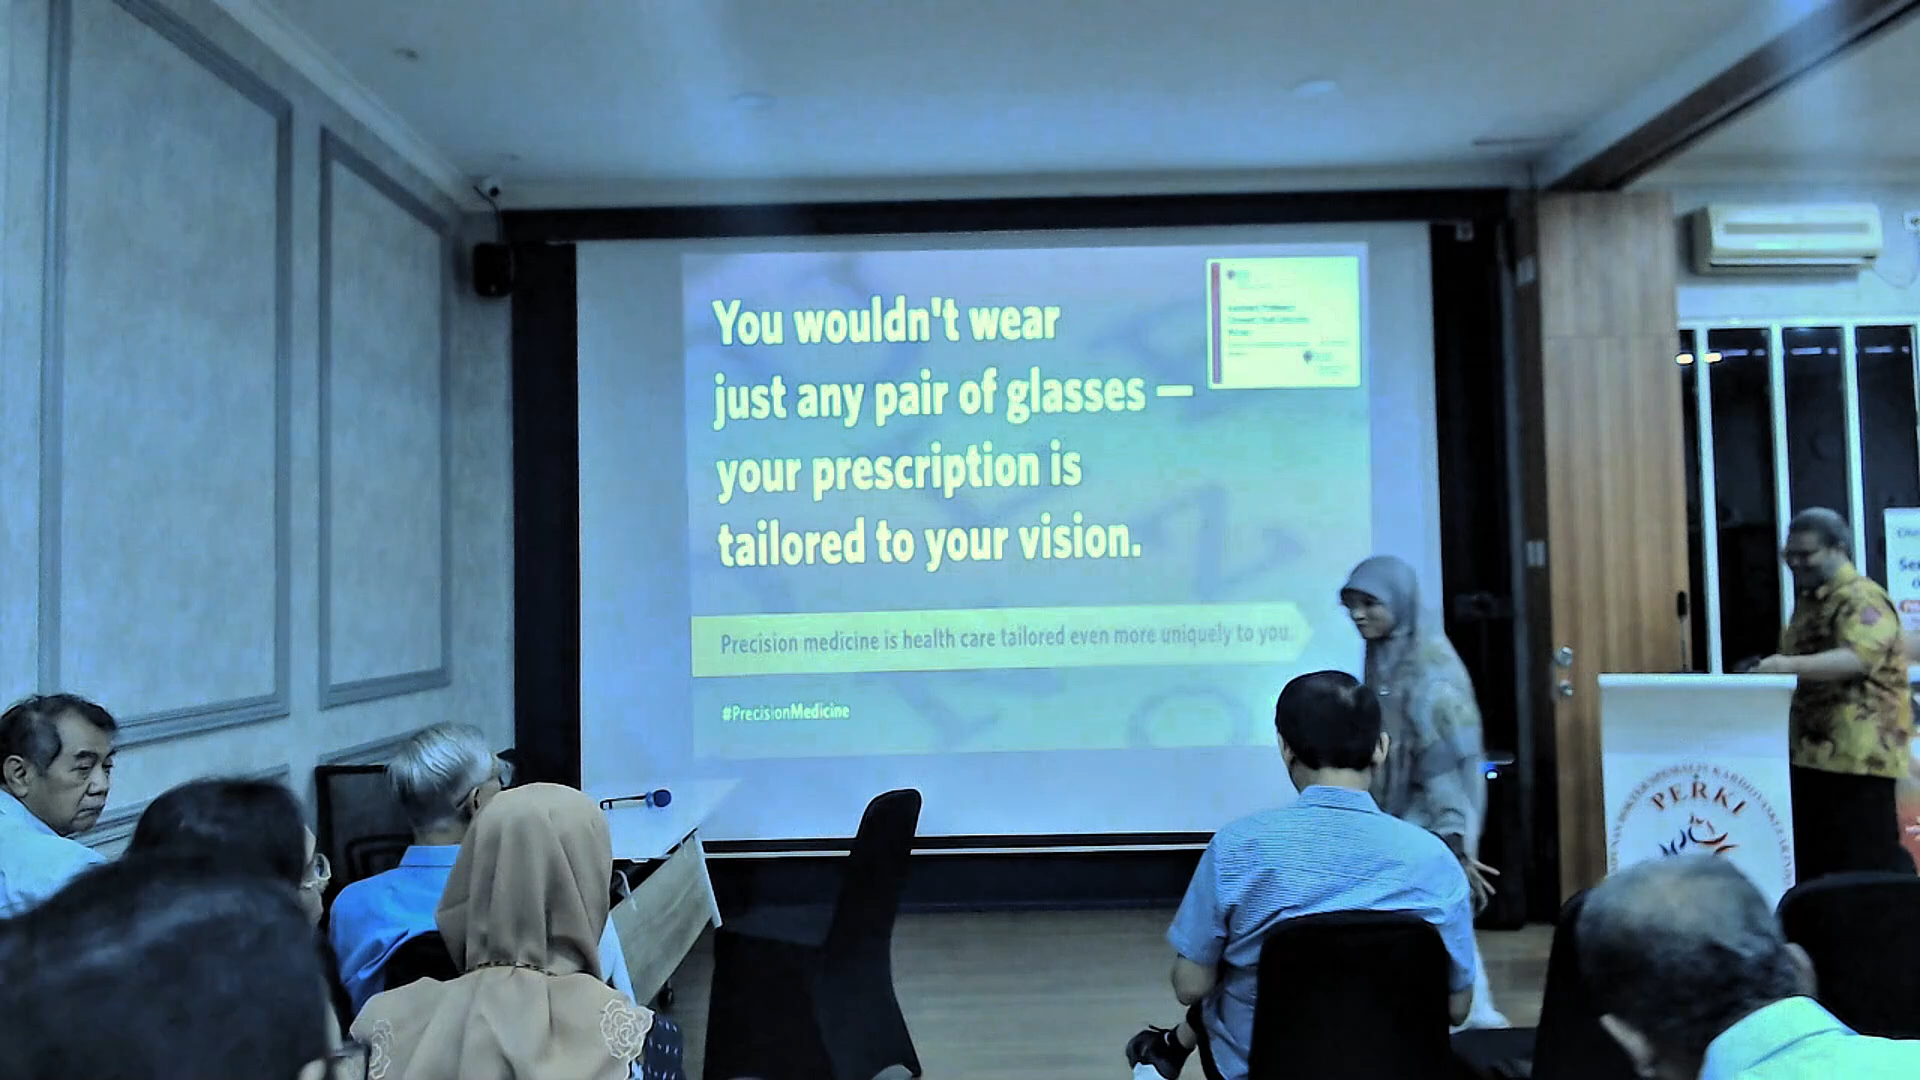 You wouldn't wear
just any pair of glasses —
your prescription is
tailored to your vision.
Precision medicine is health care tailored even more uniquely to you.
#PrecisionMedicine
PERKI